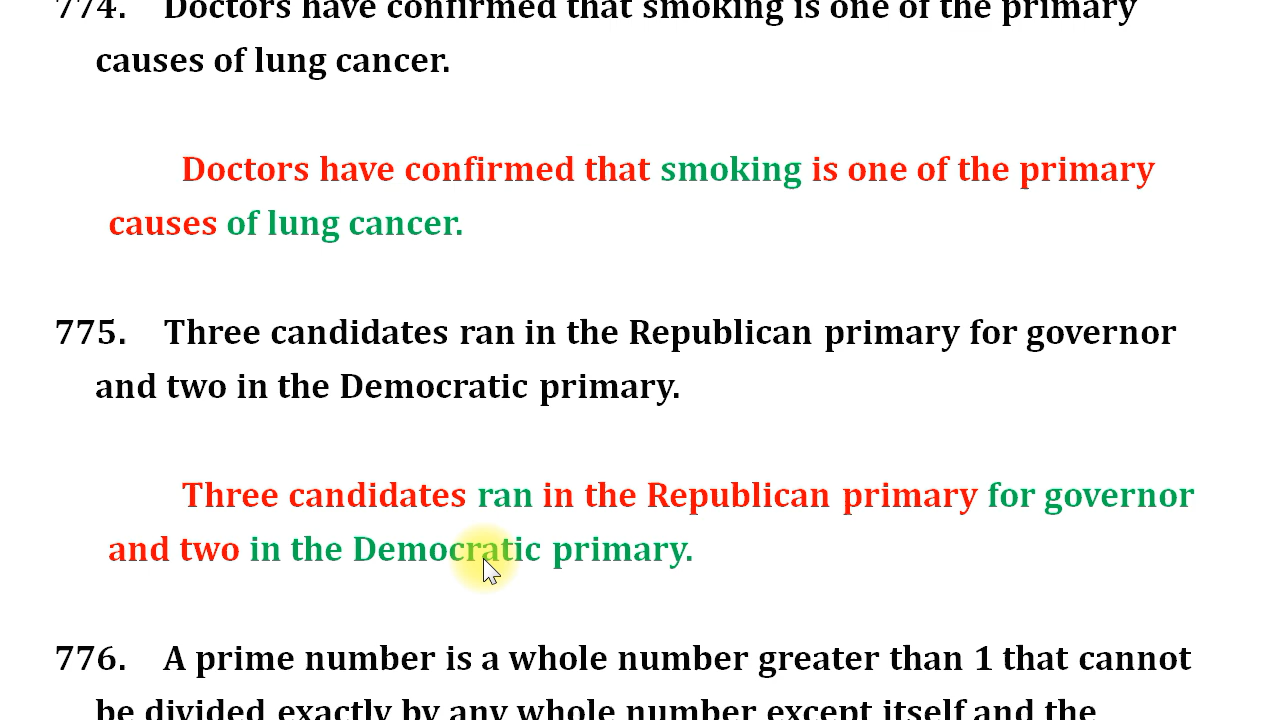 774. Doctors have confirmed that smoking is one of the primary
causes of lung cancer.
Doctors have confirmed that smoking is one of the primary
causes of lung cancer.
775. Three candidates ran in the Republican primary for governor
and two in the Democratic primary.
Three candidates ran in the Republican primary for governor
and two in the Democratic primary.
776. A prime number is a whole number greater than 1 that cannot
be divided exactly by any whole number except itself and the